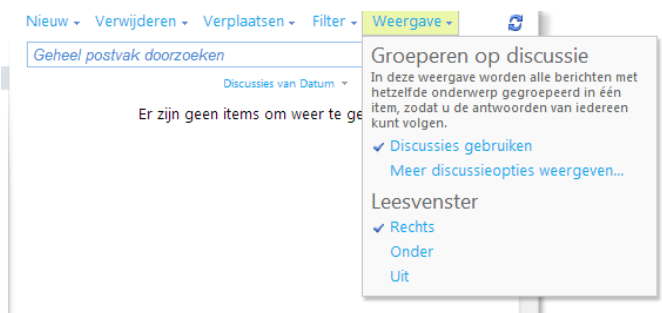 Nieuw Verwijderen Verplaatsen Filter Weergave
Geheel postvak doorzoeken
Discussies van Datum
Er zijn geen items om weer te ge
Groeperen op discussie
In deze weergave worden alle berichten met
hetzelfde onderwerp gegroepeerd in één
item, zodat u de antwoorden van iedereen
kunt volgen.
Discussies gebruiken
Meer discussieopties weergeven...
Leesvenster
Rechts
Onder
Uit